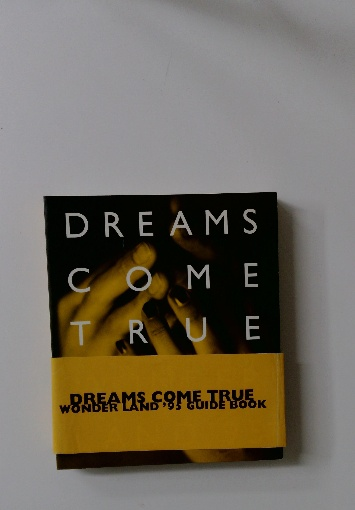 DREAMS
COME
TRUE
DREAMS COME TRUE
WONDER LAND '95 GUIDE BOOK